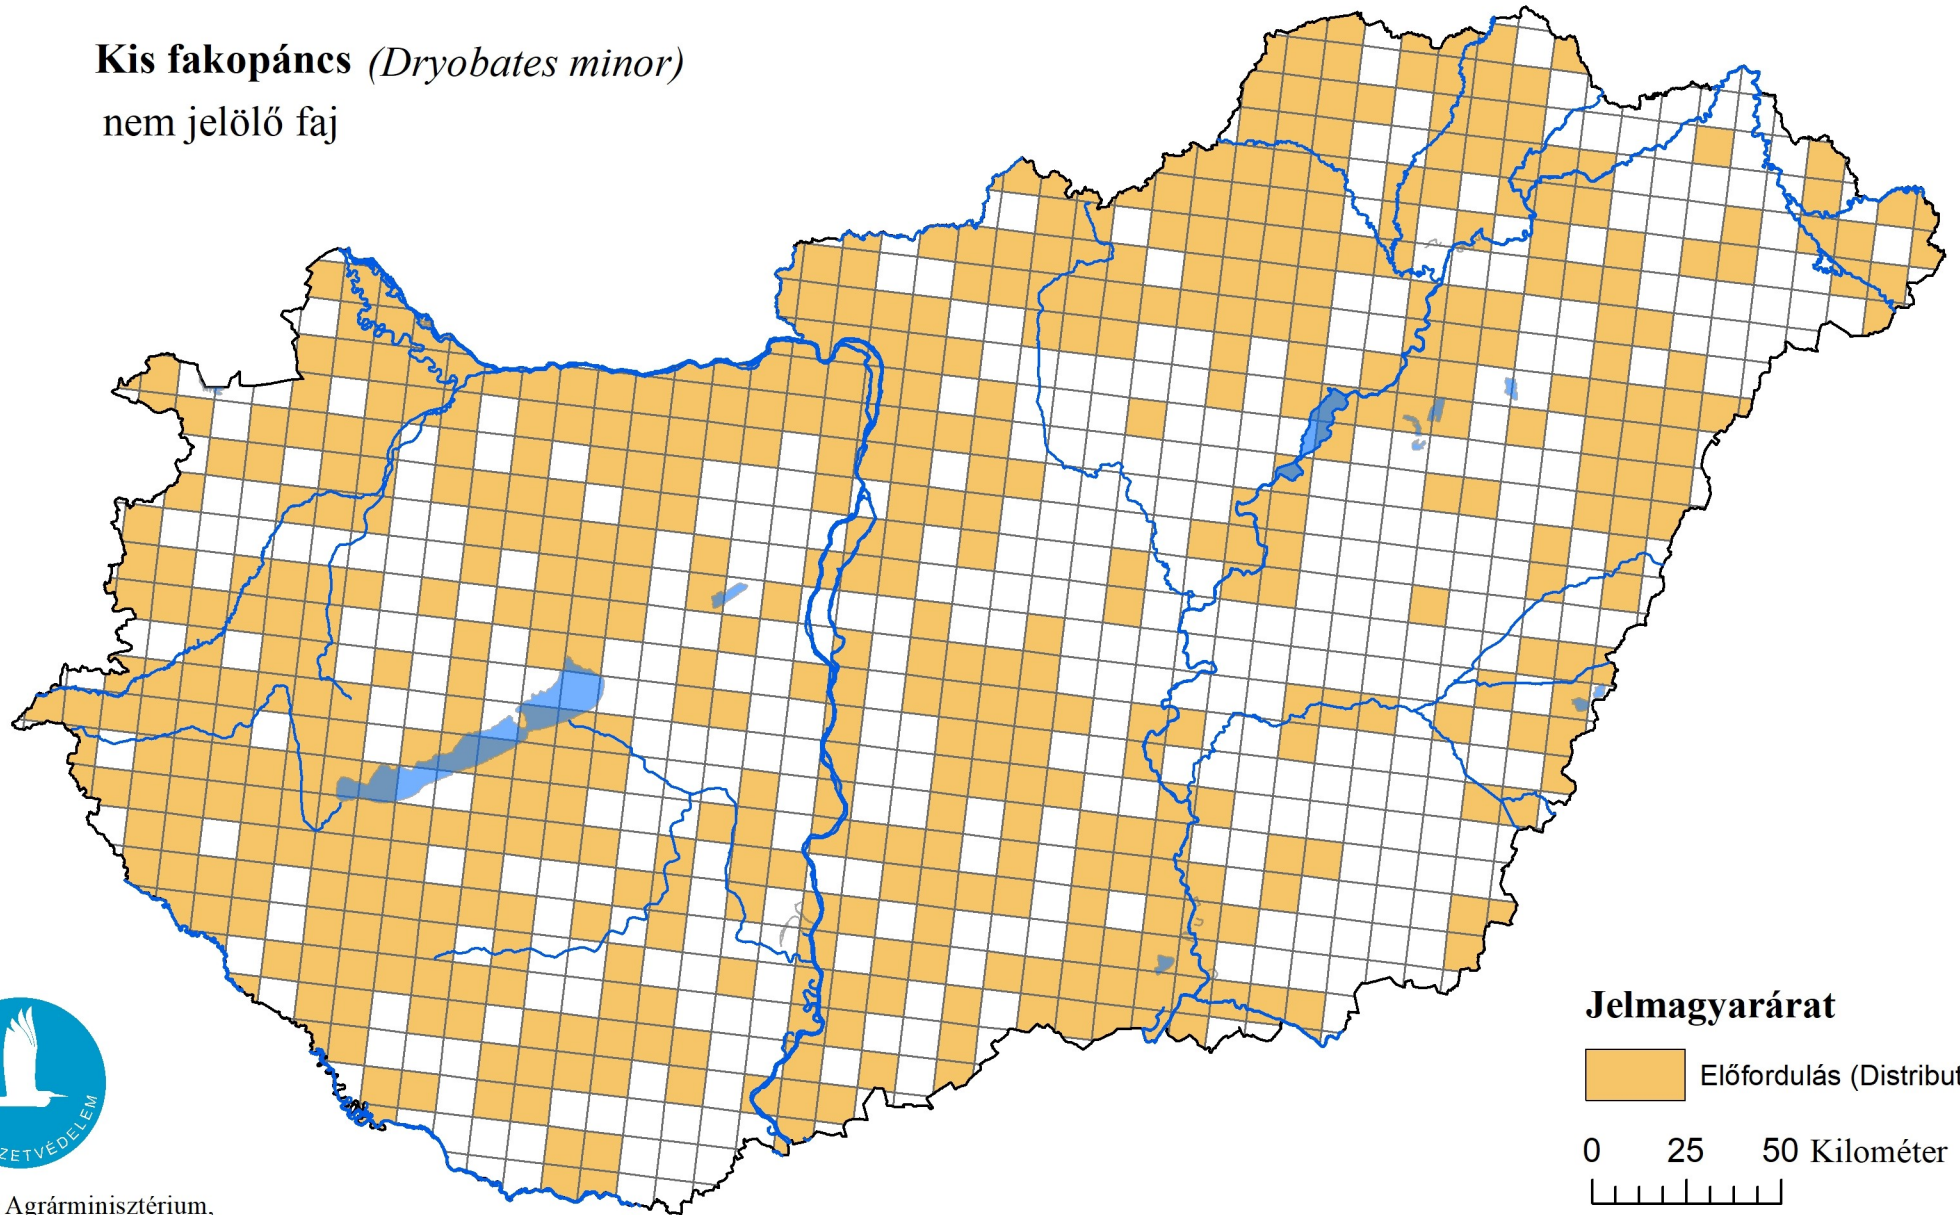 Kis fakopáncs (Dryobates minor)
nem jelölő faj
Jelmagyarárat
Előfordulás (Distribut
0 25 50 Kilométer
ZETVÉDELEM
Agrárminisztérium,